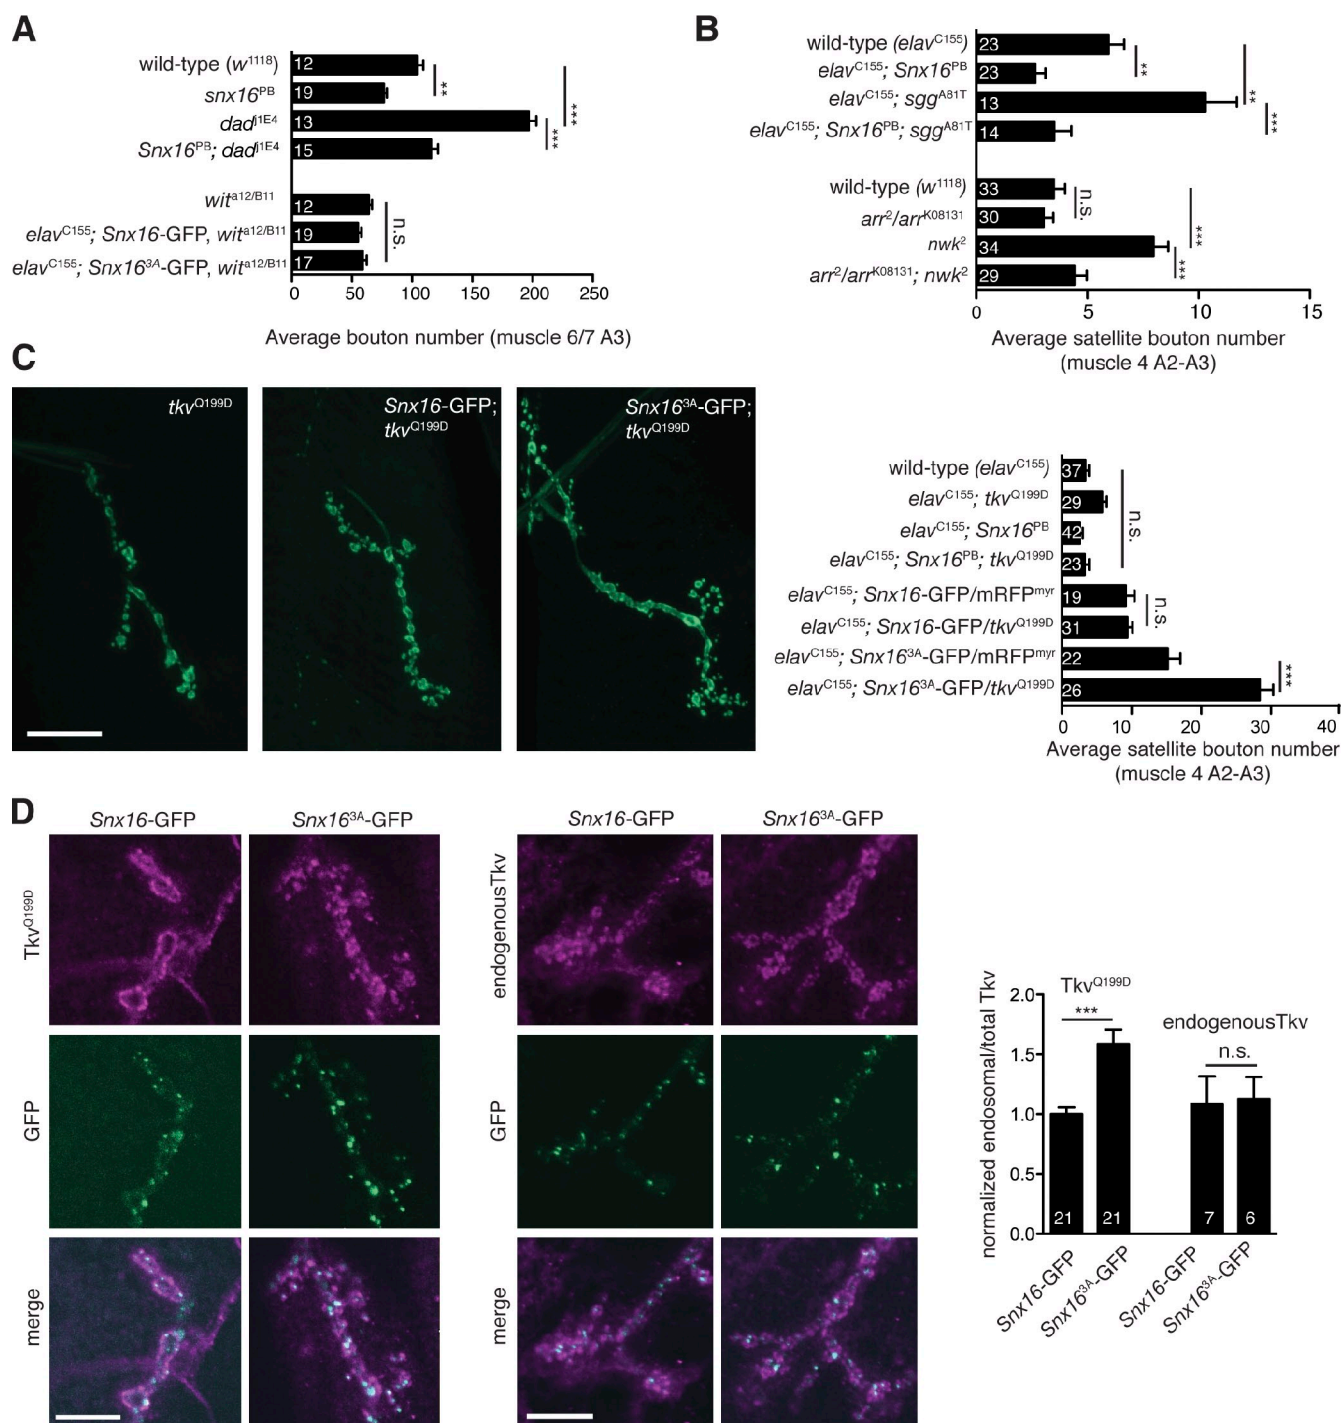 A
wild-type (w1118)
12
snx16PB
19
dadj1E4
13
Snx16PB; dadj1E4
15
**
***
***
wita12/B11
12
elavC155; Snx16-GFP, wita12/B11
19
elavC155; Snx163A-GFP, wita12/B11
17
n.s.
0 50 100 150 200 250
Average bouton number (muscle 6/7 A3)
B
wild-type (elavC155)
23
elavC155; Snx16PB
23
elavC155; sggA81T
13
elavC155; Snx16PB; sggA81T
14
**
**
***
wild-type (w1118)
33
arr2/arrK08131
30
nwk2
34
arr2/arrK08131; nwk2
29
n.s.
***
***
0 5 10 15
Average satellite bouton number
(muscle 4 A2-A3)
C
tkvQ199D
Snx16-GFP;
tkvQ199D
Snx163A-GFP;
tkvQ199D
wild-type (elavC155)
37
elavC155; tkvQ199D
29
elavC155; Snx16PB
42
elavC155; Snx16PB; tkvQ199D
23
elavC155; Snx16-GFP/mRFPmyr
19
elavC155; Snx16-GFP/tkvQ199D
31
elavC155; Snx163A-GFP/mRFPmyr
22
elavC155; Snx163A-GFP/tkvQ199D
26
n.s.
n.s.
***
0 10 20 30 40
Average satellite bouton number
(muscle 4 A2-A3)
D
Snx16-GFP
Snx163A-GFP
Snx16-GFP
Snx163A-GFP
TkvQ199D
GFP
merge
endogenousTkv
GFP
merge
normalized endosomal/total Tkv
2.0
1.5
1.0
0.5
0.0
TkvQ199D
***
endogenousTkv
n.s.
21
21
7
6
Snx16-GFP
Snx163A-GFP
Snx16-GFP
Snx163A-GFP